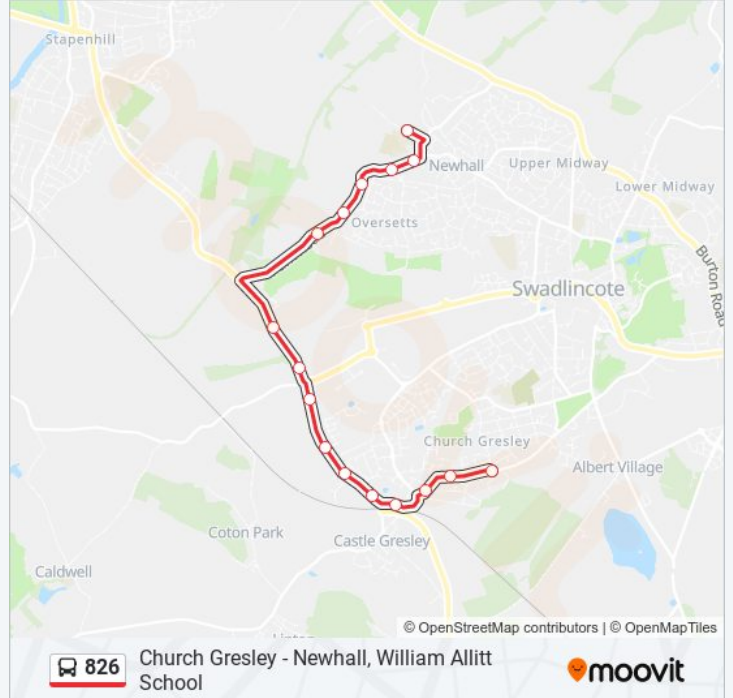 Stapenhill
Newhall
Upper Midway
Lower Midway
Oversetts
Burton Road
Swadlincote
Church Gresley
Albert Village
Coton Park
Castle Gresley
Caldwell
© OpenStreetMap contributors | © OpenMapTiles
826
Church Gresley - Newhall, William Allitt
School
moovit